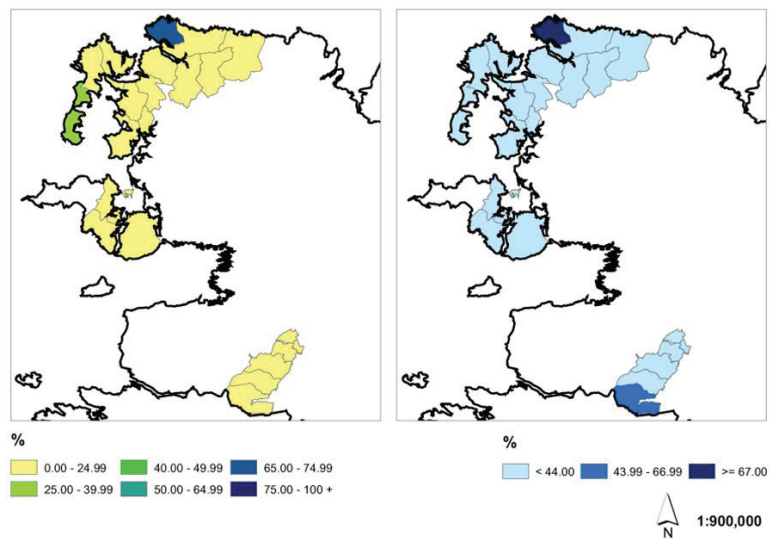 %
0.00 - 24.99
40.00 - 49.99
65.00 - 74.99
25.00 - 39.99
50.00 - 64.99
75.00 - 100 +
%
< 44.00
43.99 - 66.99
>= 67.00
N
1:900,000